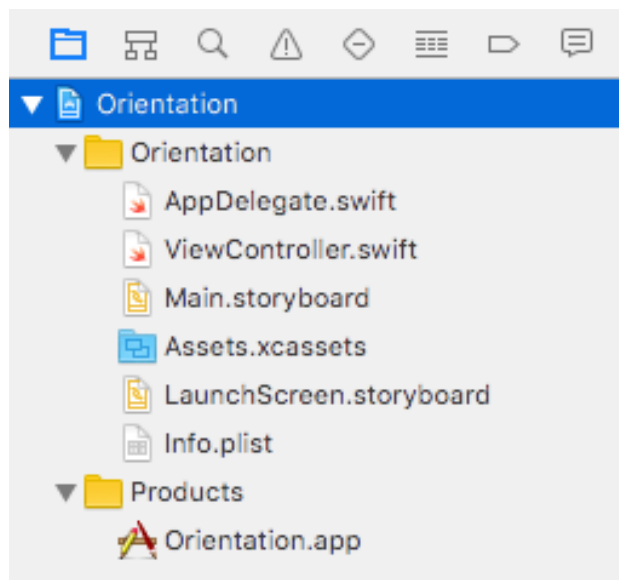 Orientation
Orientation
AppDelegate.swift
ViewController.swift
Main.storyboard
Assets.xcassets
LaunchScreen.storyboard
Info.plist
Products
Orientation.app